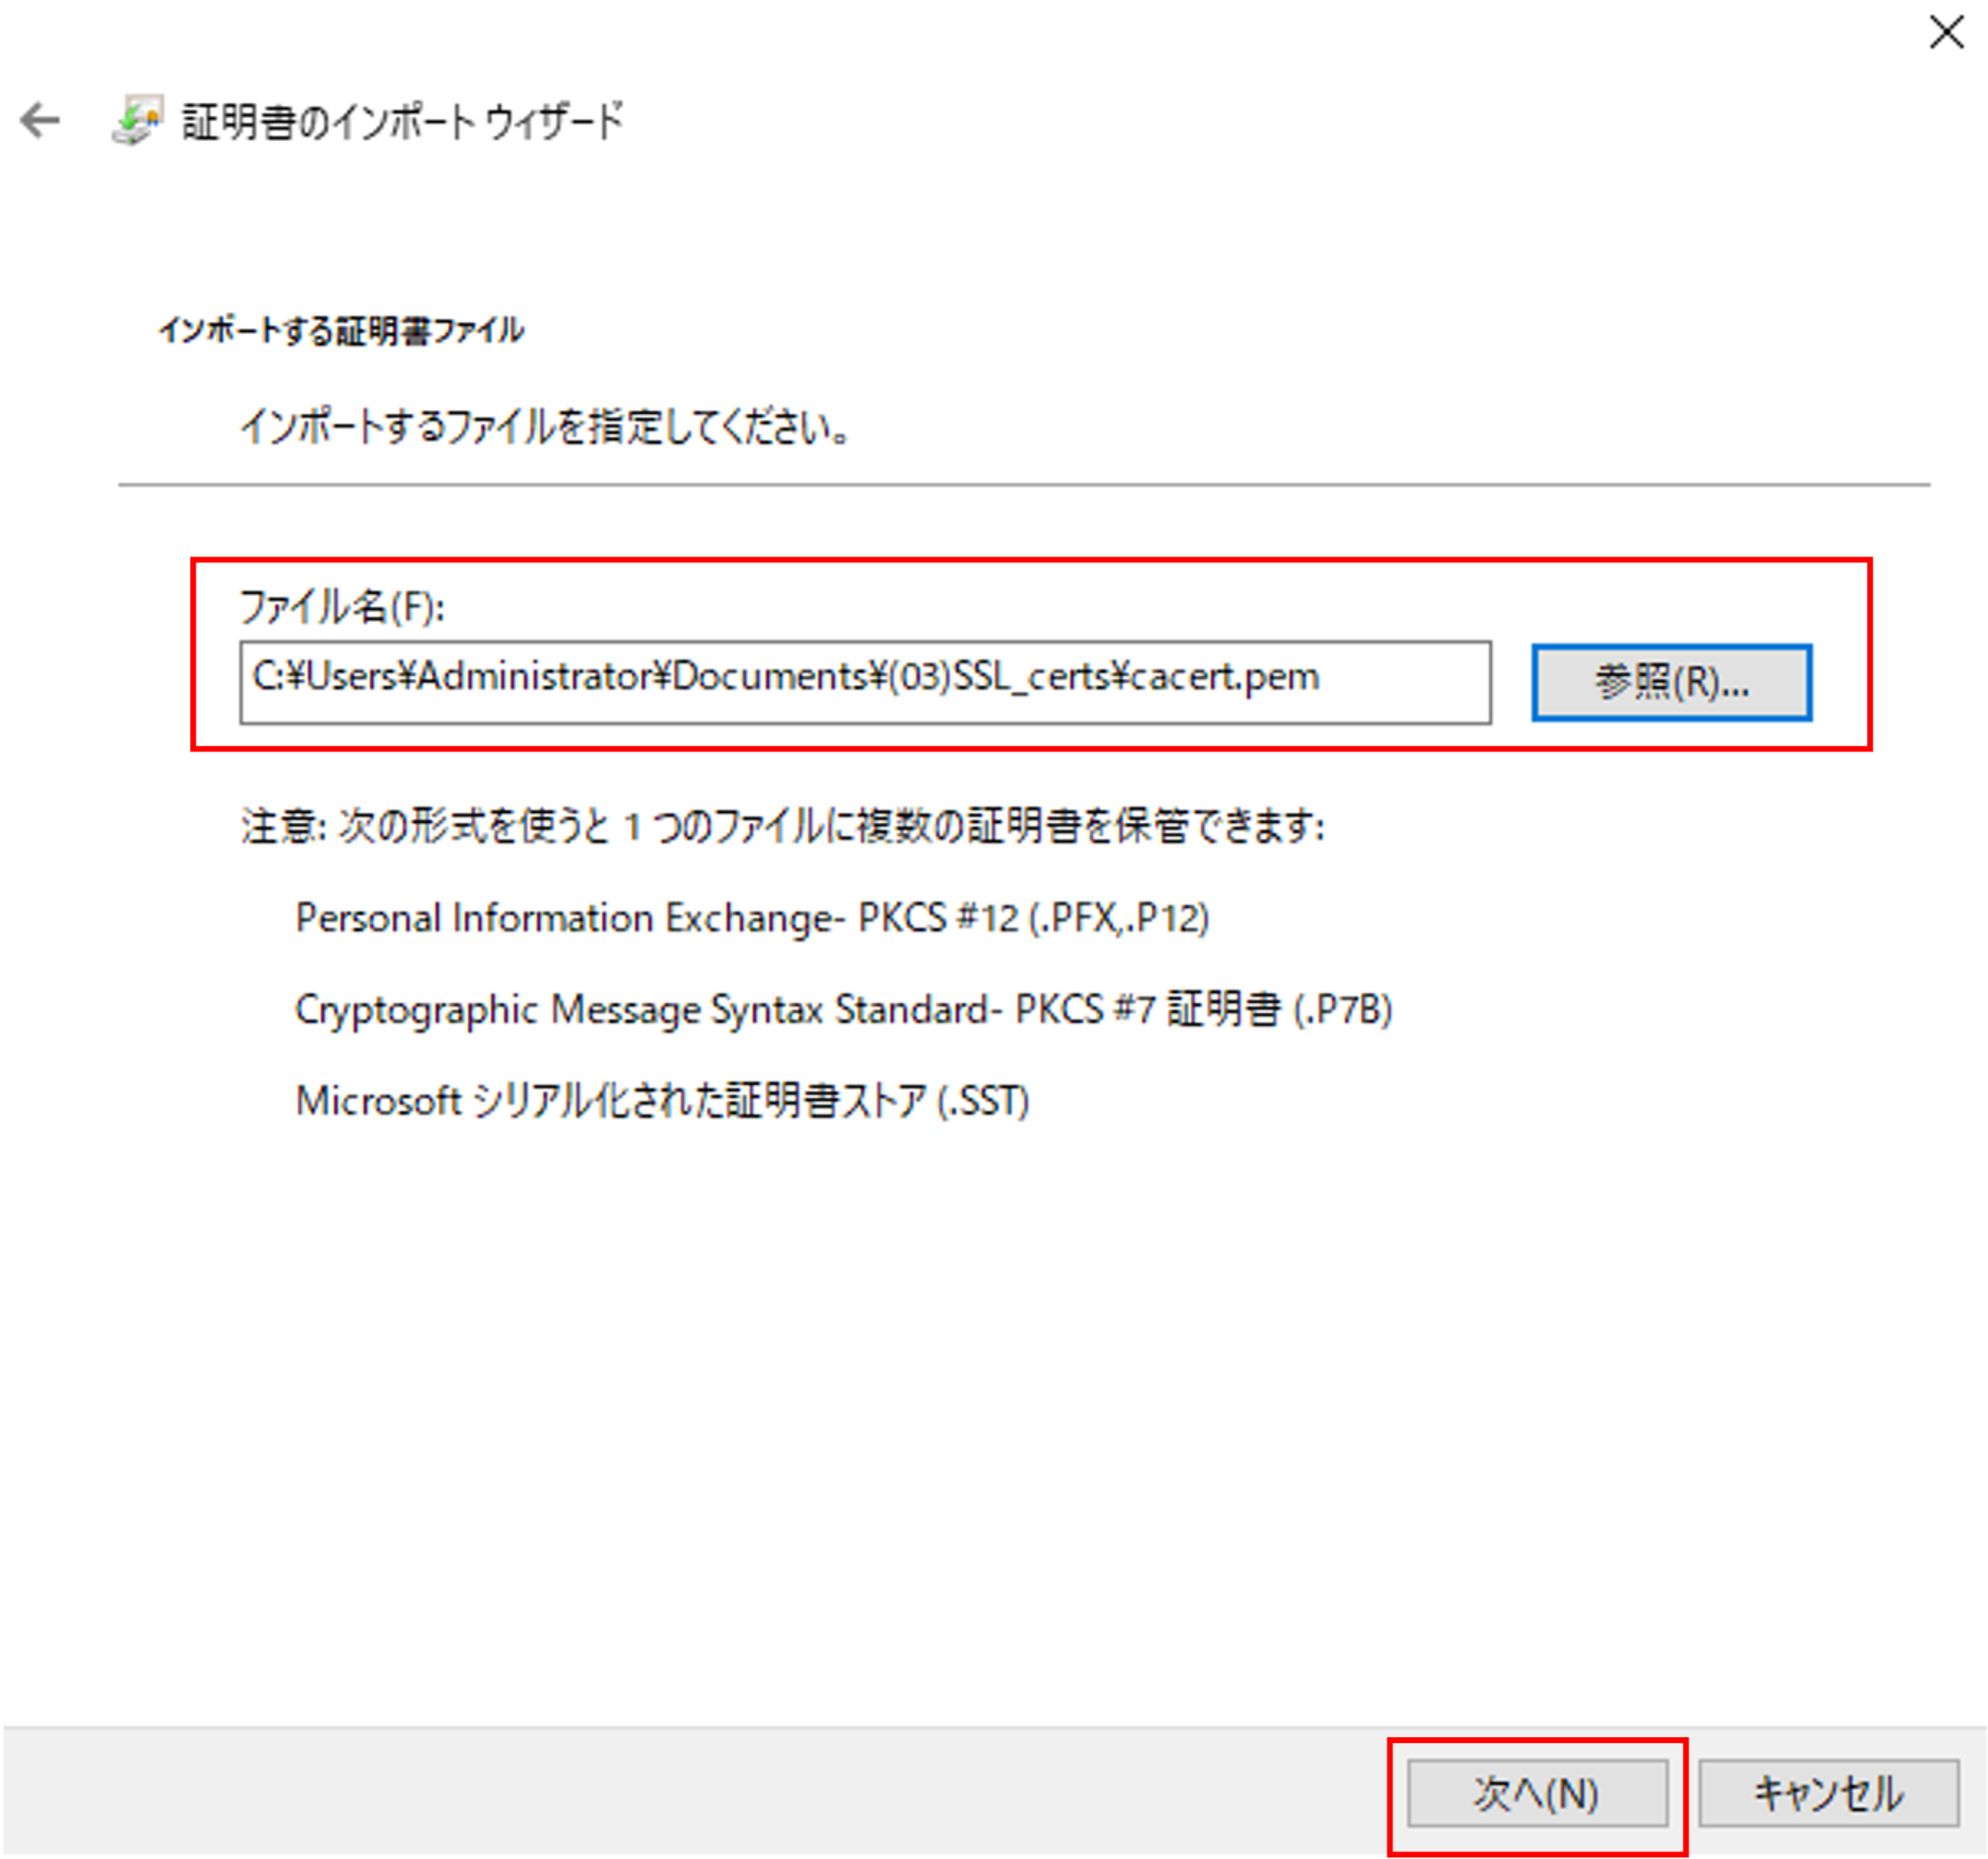 証明書のインポート ウィザード
インポートする証明書ファイル
インポートするファイルを指定してください。
ファイル名(F):
C:¥Users¥Administrator¥Documents¥(03)SSL_certs¥cacert.pem
参照(R)...
注意: 次の形式を使うと 1 つのファイルに複数の証明書を保管できます:
Personal Information Exchange- PKCS #12 (.PFX,.P12)
Cryptographic Message Syntax Standard- PKCS #7 証明書 (.P7B)
Microsoft シリアル化された証明書ストア (.SST)
次へ(N)
キャンセル